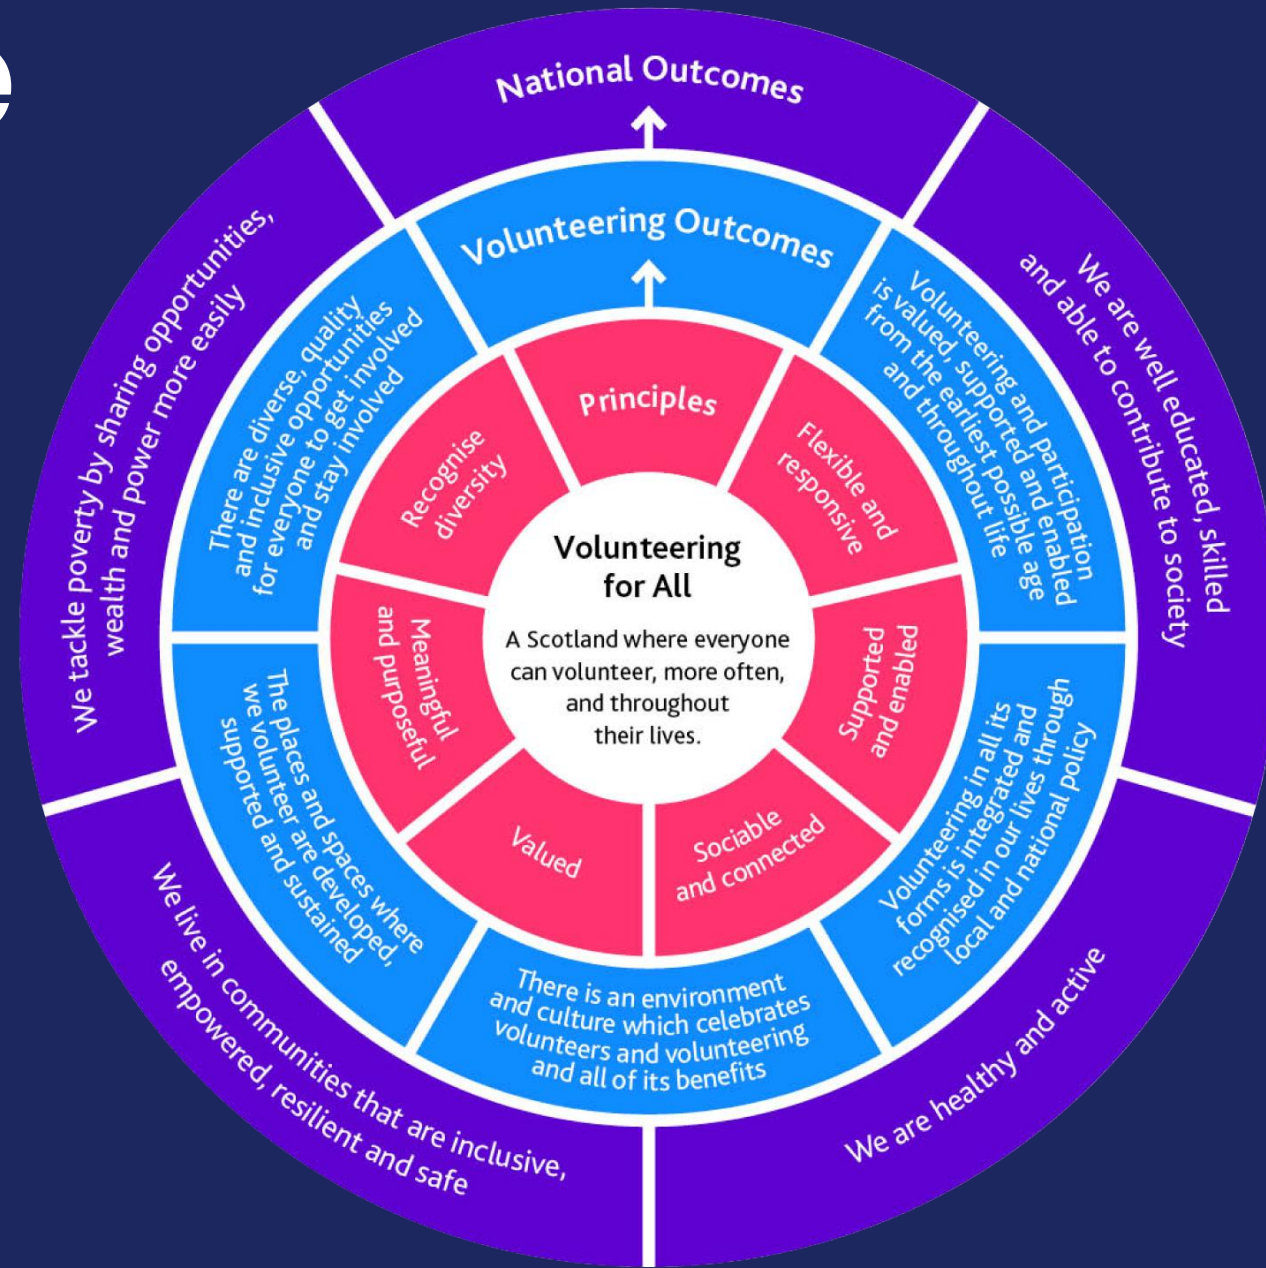 e
National Outcomes
We are well educated, skilled
and able to contribute to society
We are healthy and active
We live in communities that are inclusive,
empowered, resilient and safe
We tackle poverty by sharing opportunities,
wealth and power more easily
Volunteering Outcomes
Volunteering and participation
is valued, supported and enabled
from the earliest possible age
and throughout life
Volunteering in all its
forms is integrated and
recognised in our lives through
local and national policy
There is an environment
and culture which celebrates
volunteers and volunteering
and all of its benefits
The places and spaces where
we volunteer are developed,
supported and sustained
There are diverse, quality
and inclusive opportunities
for everyone to get involved
and stay involved
Principles
Flexible and
responsive
Supported
and enabled
Sociable
and connected
Valued
Meaningful
and purposeful
Recognise
diversity
Volunteering
for All
A Scotland where everyone
can volunteer, more often,
and throughout
their lives.